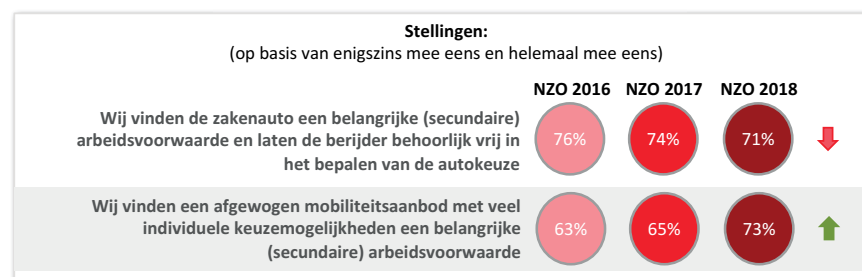 Stellingen:
(op basis van enigszins mee eens en helemaal mee eens)
NZO 2016 NZO 2017 NZO 2018
Wij vinden de zakenauto een belangrijke (secundaire)
arbeidsvoorwaarde en laten de berijder behoorlijk vrij in
het bepalen van de autokeuze
76% 74% 71%
Wij vinden een afgewogen mobiliteitsaanbod met veel
individuele keuzemogelijkheden een belangrijke
(secundaire) arbeidsvoorwaarde
63% 65% 73%